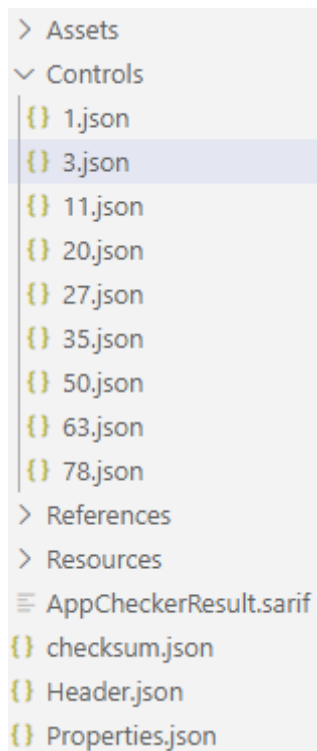 Assets
Controls
{} 1.json
{} 3.json
{} 11.json
{} 20.json
{} 27.json
{} 35.json
{} 50.json
{} 63.json
{} 78.json
References
Resources
AppCheckerResult.sarif
{} checksum.json
{} Header.json
{} Properties.json